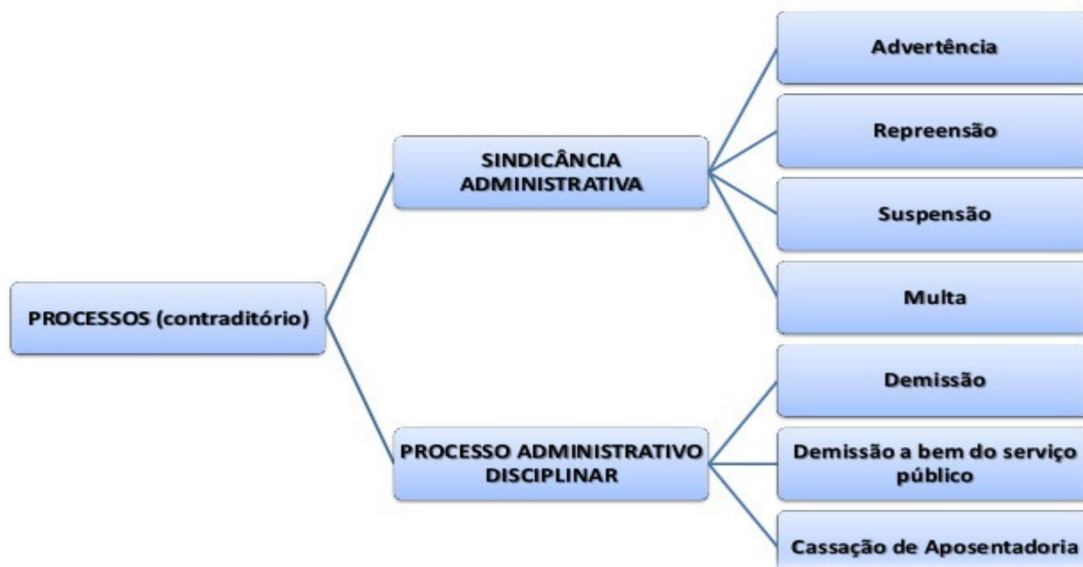 Advertência
Repreensão
SINDICÂNCIA
ADMINISTRATIVA
Suspensão
Multa
PROCESSOS (contraditório)
Demissão
PROCESSO ADMINISTRATIVO
DISCIPLINAR
Demissão a bem do serviço
público
Cassação de Aposentadoria